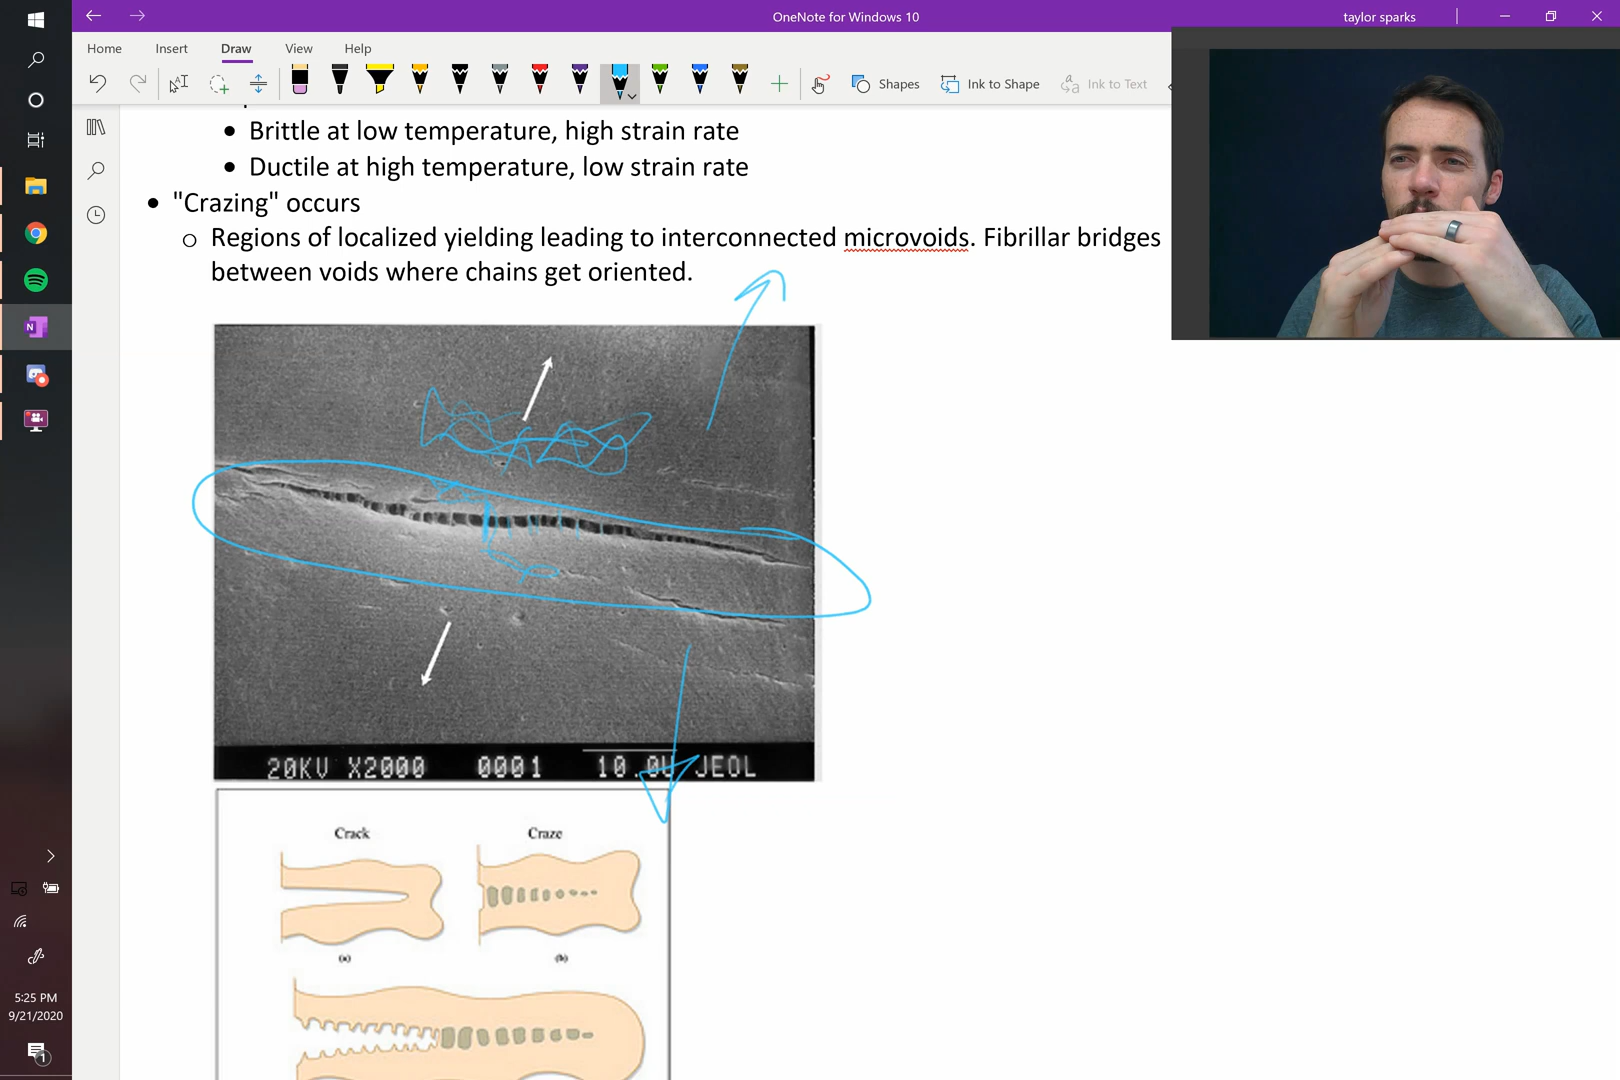 OneNote for Windows 10
taylor sparks
Home Insert Draw View Help
Shapes Ink to Shape Ink to Text
Brittle at low temperature, high strain rate
Ductile at high temperature, low strain rate
"Crazing" occurs
Regions of localized yielding leading to interconnected microvoids. Fibrillar bridges
between voids where chains get oriented.
20KV X2000 0001 10.0U JEOL
Crack Craze
(a) (b)
5:25 PM
9/21/2020
1